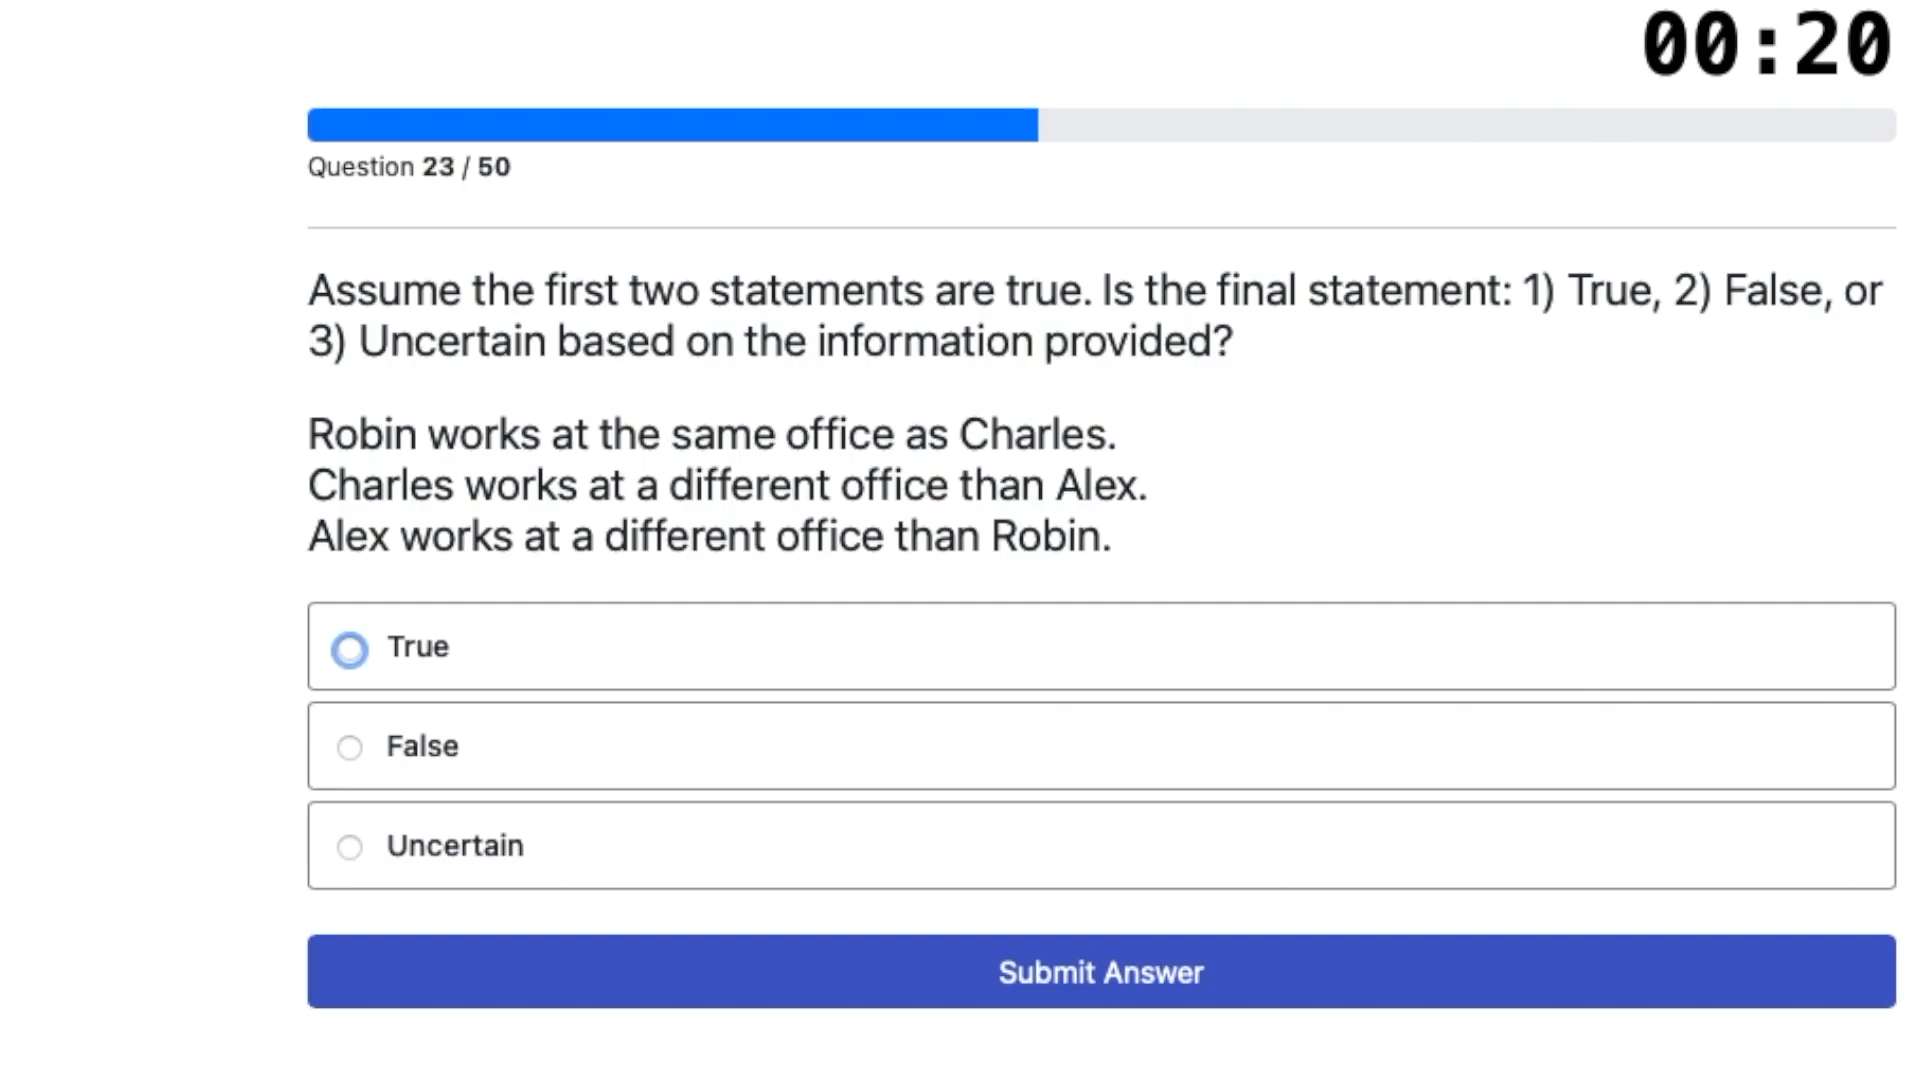 00:20
Question 23 / 50
Assume the first two statements are true. Is the final statement: 1) True, 2) False, or
3) Uncertain based on the information provided?
Robin works at the same office as Charles.
Charles works at a different office than Alex.
Alex works at a different office than Robin.
True
False
Uncertain
Submit Answer